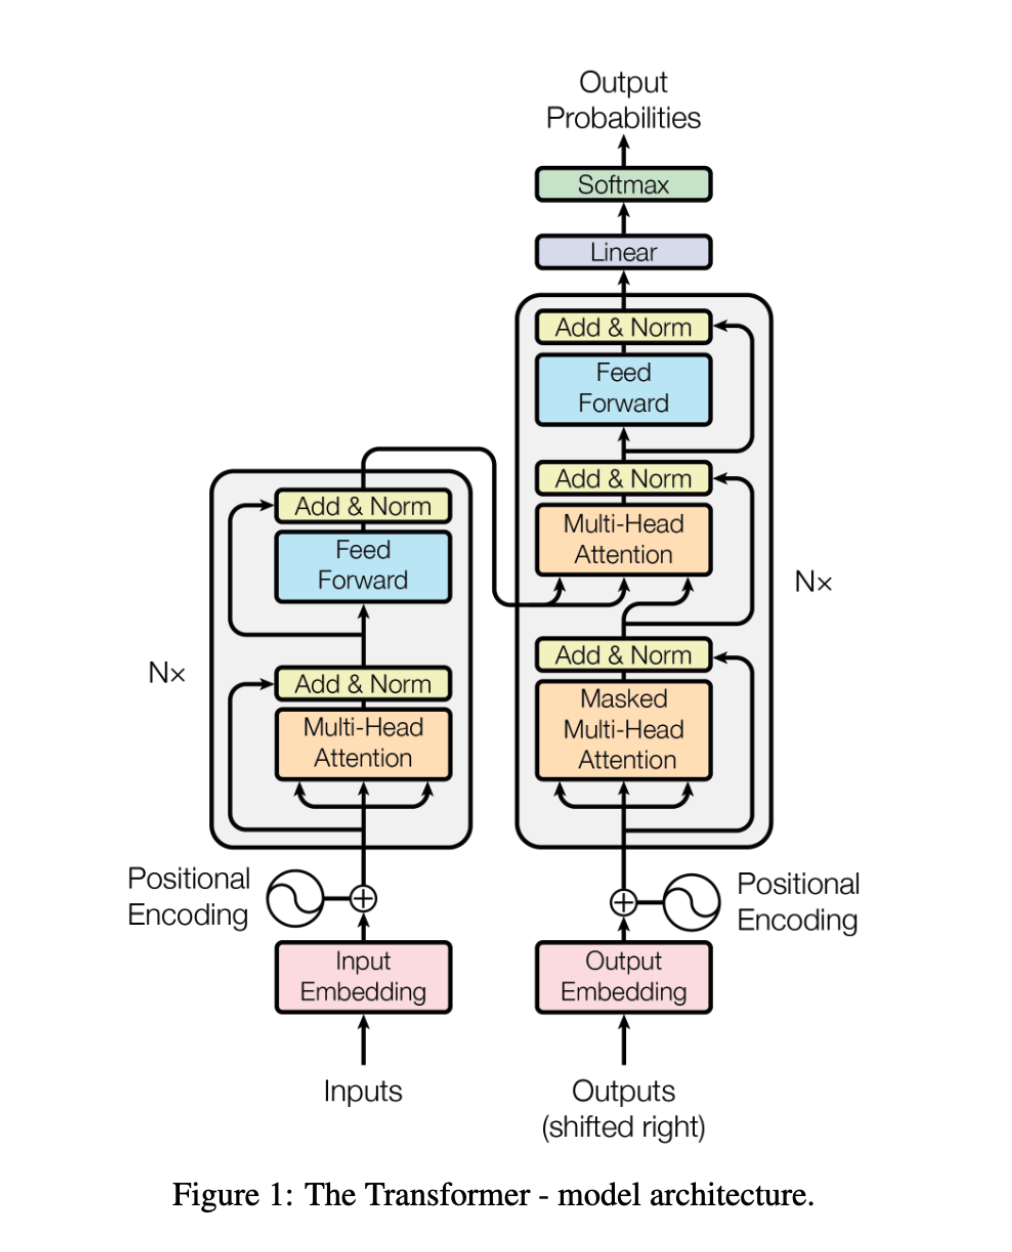 Output
Probabilities
Softmax
Linear
Add & Norm
Feed
Forward
Add & Norm
Multi-Head
Attention
Nx
Add & Norm
Masked
Multi-Head
Attention
Add & Norm
Feed
Forward
Nx
Add & Norm
Multi-Head
Attention
Positional
Encoding
Positional
Encoding
Input
Embedding
Output
Embedding
Inputs
Outputs
(shifted right)
Figure 1: The Transformer - model architecture.